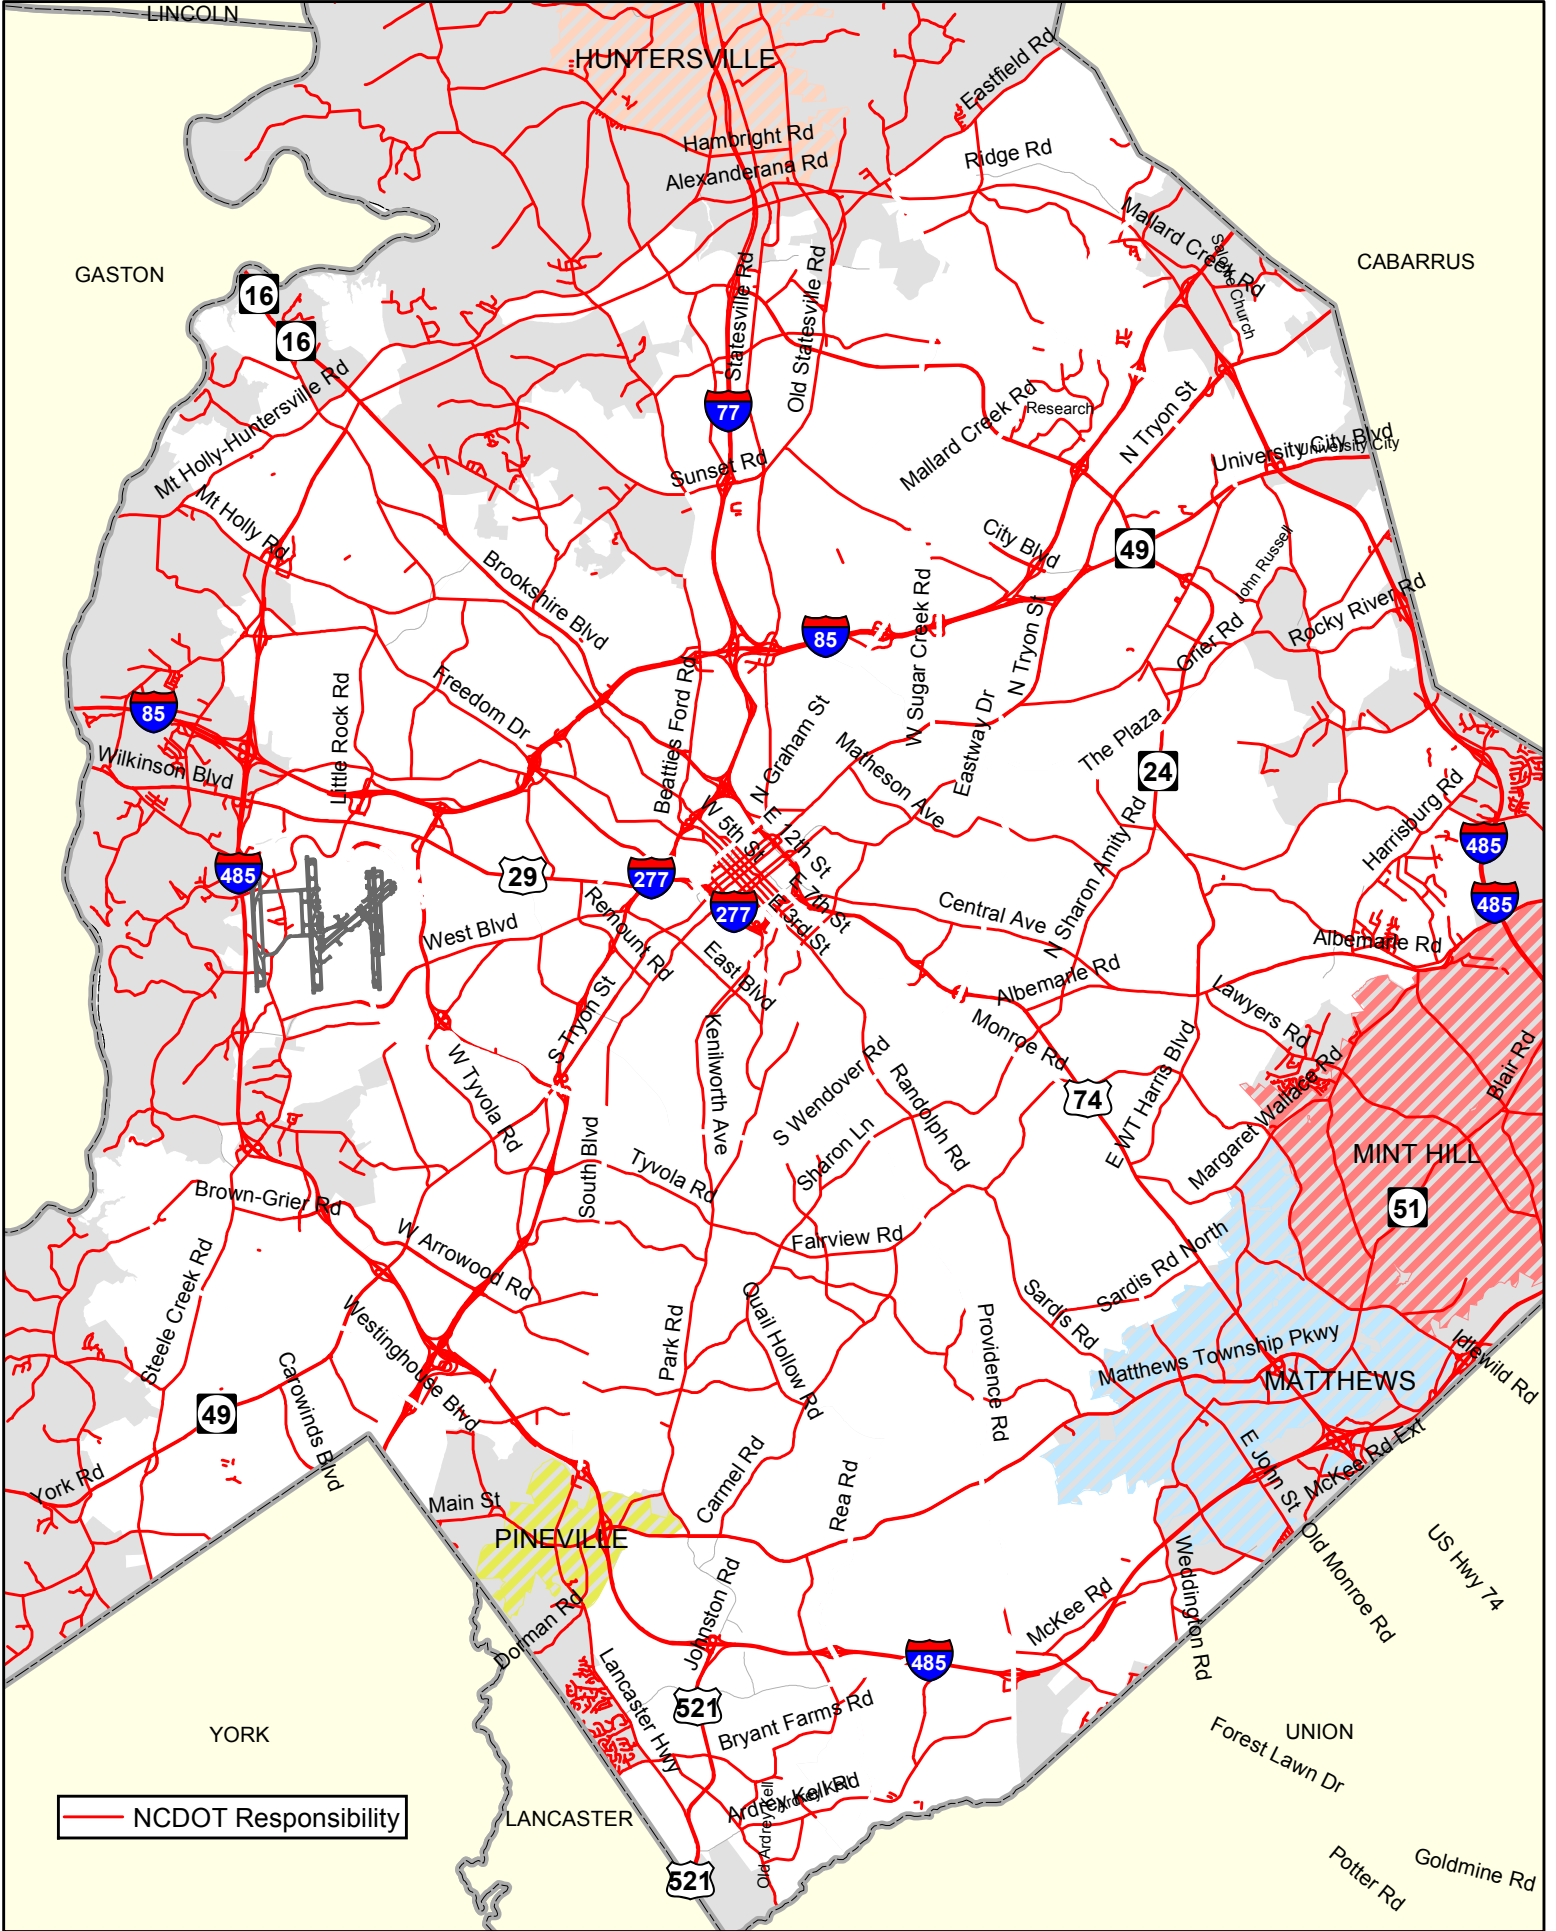 LINCOLN
HUNTERSVILLE
Eastfield Rd
Hambright Rd
Alexanderana Rd
Ridge Rd
GASTON
CABARRUS
Mallard Creek Rd
Church
16
16
Statesville Rd
Old Statesville Rd
Mt Holly-Huntersville Rd
77
Mallard Creek Rd
Research
N Tryon St
University City Blvd
University City
Sunset Rd
Mt Holly Rd
City Blvd
49
John Russell
Brookshire Blvd
W Sugar Creek Rd
N Tryon St
Rocky River Rd
Grier Rd
85
Freedom Dr
Beatties Ford Rd
Little Rock Rd
85
Wilkinson Blvd
N Graham St
Matheson Ave
Eastway Dr
The Plaza
24
Harrisburg Rd
W 5th St
E 12th St
N Sharon Amity Rd
485
485
29
277
277
E 7th St
E 3rd St
Central Ave
485
Albemarle Rd
West Blvd
Remount Rd
East Blvd
Albemarle Rd
Lawyers Rd
S Tryon St
Kenilworth Ave
Monroe Rd
S Wendover Rd
Randolph Rd
Blair Rd
W Tyvola Rd
74
E WT Harris Blvd
Margaret Wallace Rd
MINT HILL
South Blvd
Sharon Ln
Tyvola Rd
51
Brown-Grier Rd
W Arrowood Rd
Fairview Rd
Steele Creek Rd
Sardis Rd North
Quail Hollow Rd
Sardis Rd
Providence Rd
Park Rd
Westinghouse Blvd
Matthews Township Pkwy
Idlewild Rd
MATTHEWS
Carowinds Blvd
49
York Rd
E John St
McKee Rd Ext
Carmel Rd
Rea Rd
Main St
PINEVILLE
Old Monroe Rd
US Hwy 74
Weddington Rd
McKee Rd
Johnston Rd
Dorman Rd
485
Lancaster Hwy
521
Bryant Farms Rd
YORK
UNION
Forest Lawn Dr
Ardrey Kell Rd
Old Ardrey Kell
NCDOT Responsibility
LANCASTER
521
Potter Rd
Goldmine Rd